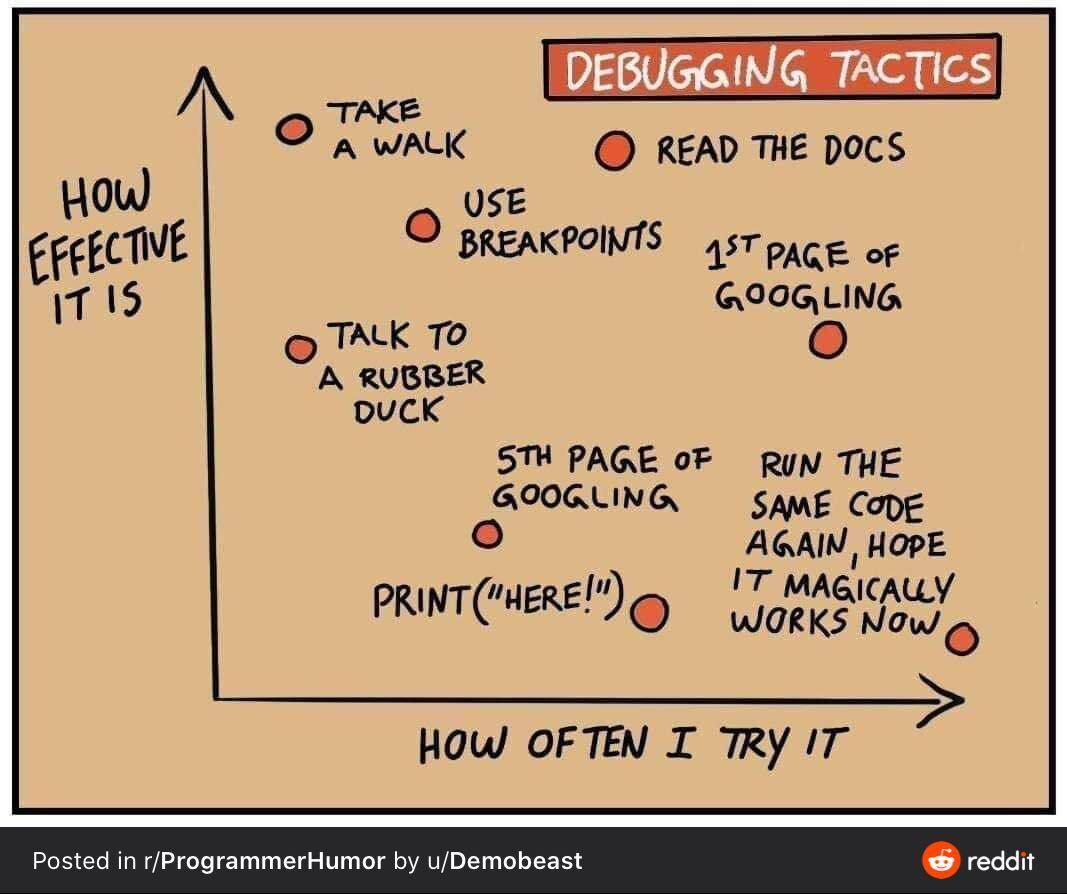 DEBUGGING TACTICS
TAKE
A WALK
READ THE DOCS
HOW
EFFECTIVE
IT IS
USE
BREAKPOINTS
1ST PAGE OF
GOOGLING
TALK TO
A RUBBER
DUCK
5TH PAGE OF
GOOGLING
RUN THE
SAME CODE
AGAIN, HOPE
IT MAGICALLY
WORKS NOW
PRINT("HERE!")
HOW OFTEN I TRY IT
Posted in r/ProgrammerHumor by u/Demobeast
reddit